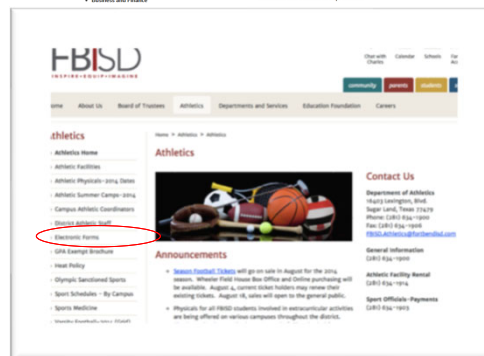 Business and Finance
FBISD
INSPIRE•EQUIP•IMAGINE
Chat with Charles
Calendar
Schools
community
parents
students
About Us
Board of Trustees
Athletics
Departments and Services
Education Foundation
Careers
Athletics Home
Athletic Facilities
Athletic Physicals-2014 Dates
Athletic Summer Camps-2014
Campus Athletic Coordinators
District Athletic Staff
Electronic Forms
GPA Exempt Brochure
Heat Policy
Olympic Sanctioned Sports
Sport Schedules - By Campus
Sports Medicine
Home > Athletics > Athletics
Athletics
Announcements
Season Football Tickets will go on sale in August for the 2014
season. Wheeler Field House Box Office and Online purchasing will
be available. August 4, current ticket holders may renew their
existing tickets. August 18, sales will open to the general public.
Physicals for all FBISD students involved in extracurricular activities
are being offered on various campuses throughout the district.
Contact Us
Department of Athletics
16403 Lexington, Blvd.
Sugar Land, Texas 77479
Phone: (281) 634-1900
FBISD.Athletics@fortbendisd.com
General Information
(281) 634-1900
Athletic Facility Rental
(281) 634-1914
Sport Officials-Payments
(281) 634-1903